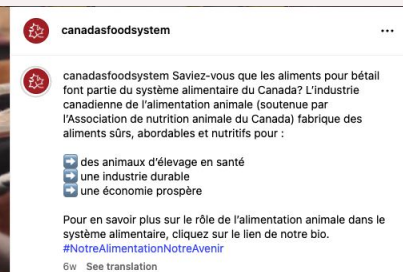 canadasfoodsystem
...
canadasfoodsystem Saviez-vous que les aliments pour bétail
font partie du système alimentaire du Canada? L'industrie
canadienne de l'alimentation animale (soutenue par
l'Association de nutrition animale du Canada) fabrique des
aliments sûrs, abordables et nutritifs pour :
➡️ des animaux d'élevage en santé
➡️ une industrie durable
➡️ une économie prospère
Pour en savoir plus sur le rôle de l'alimentation animale dans le
système alimentaire, cliquez sur le lien de notre bio.
#NotreAlimentationNotreAvenir
6w See translation